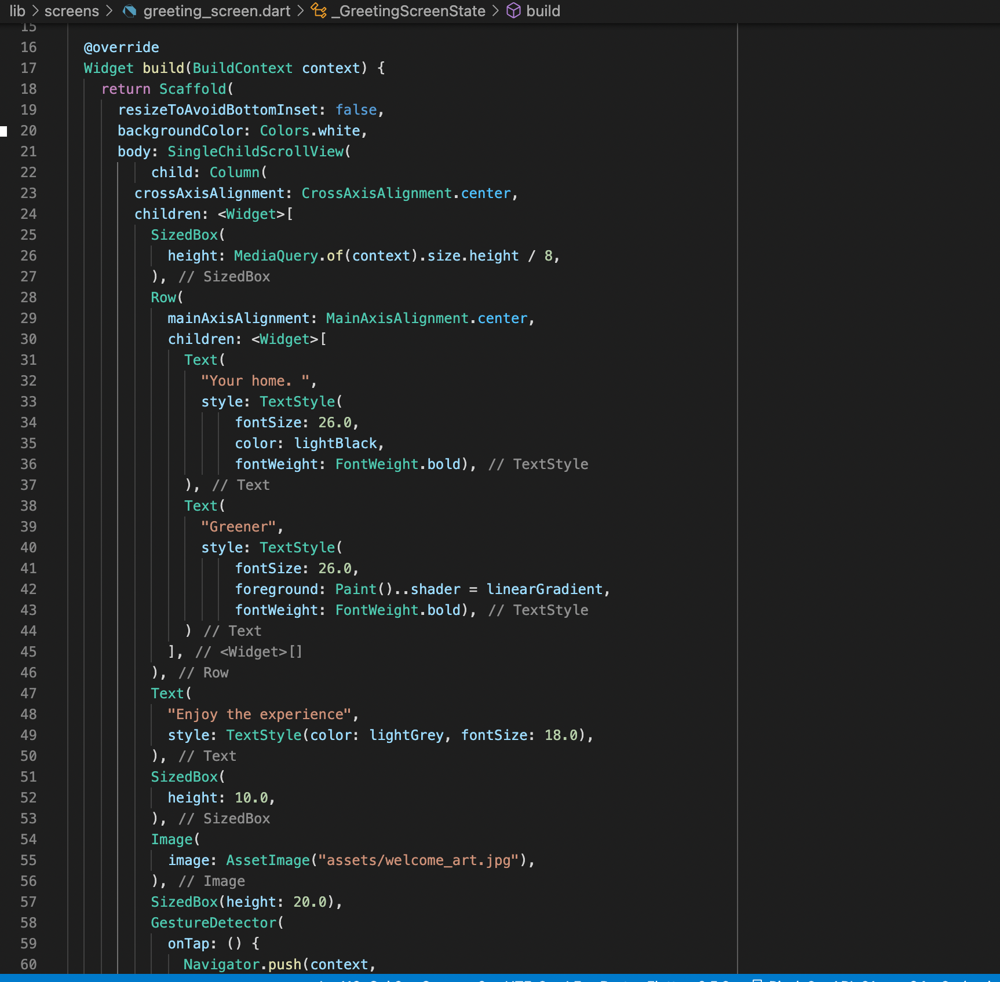 lib > screens > greeting_screen.dart > _GreetingScreenState > build
15
16 @override
17 Widget build(BuildContext context) {
18 return Scaffold(
19 resizeToAvoidBottomInset: false,
20 backgroundColor: Colors.white,
21 body: SingleChildScrollView(
22 child: Column(
23 crossAxisAlignment: CrossAxisAlignment.center,
24 children: <Widget>[
25 SizedBox(
26 height: MediaQuery.of(context).size.height / 8,
27 ), // SizedBox
28 Row(
29 mainAxisAlignment: MainAxisAlignment.center,
30 children: <Widget>[
31 Text(
32 "Your home. ",
33 style: TextStyle(
34 fontSize: 26.0,
35 color: lightBlack,
36 fontWeight: FontWeight.bold), // TextStyle
37 ), // Text
38 Text(
39 "Greener",
40 style: TextStyle(
41 fontSize: 26.0,
42 foreground: Paint()..shader = linearGradient,
43 fontWeight: FontWeight.bold), // TextStyle
44 ) // Text
45 ], // <Widget>[]
46 ), // Row
47 Text(
48 "Enjoy the experience",
49 style: TextStyle(color: lightGrey, fontSize: 18.0),
50 ), // Text
51 SizedBox(
52 height: 10.0,
53 ), // SizedBox
54 Image(
55 image: AssetImage("assets/welcome_art.jpg"),
56 ), // Image
57 SizedBox(height: 20.0),
58 GestureDetector(
59 onTap: () {
60 Navigator.push(context,